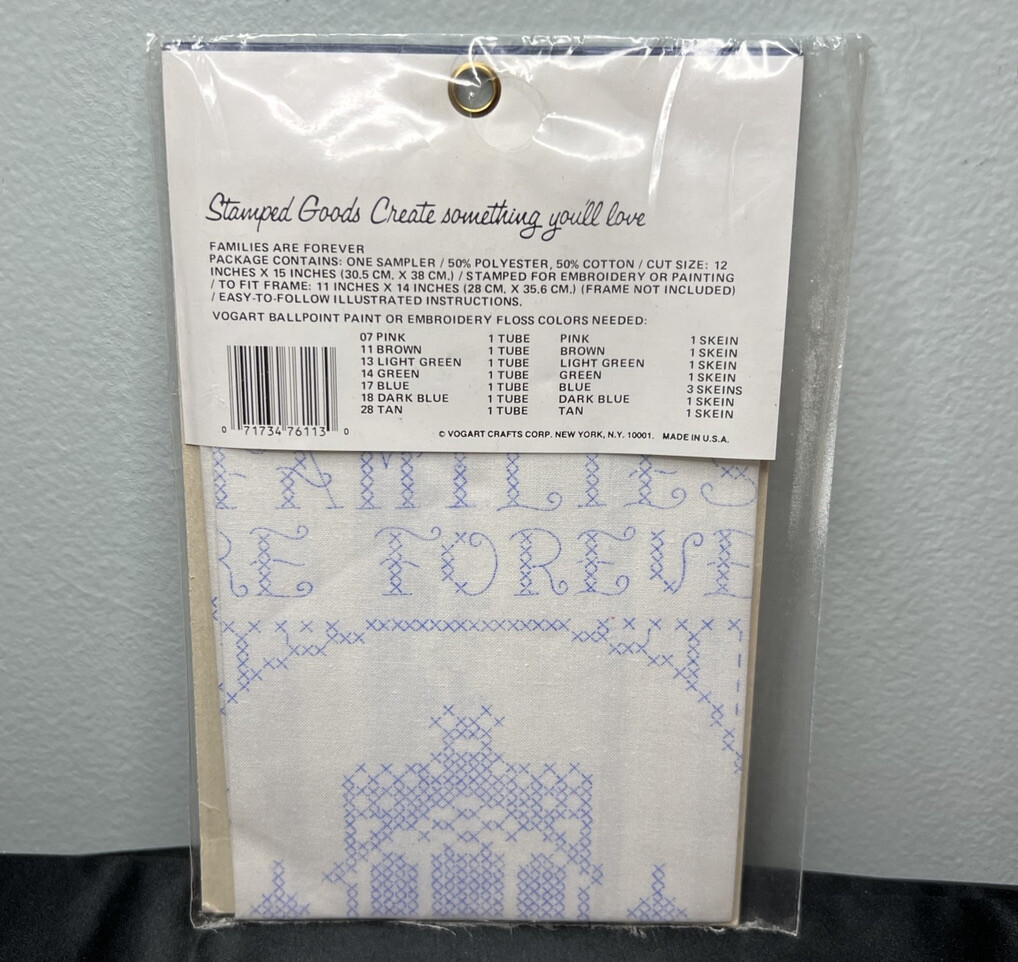 Stamped Goods Create something you'll love
FAMILIES ARE FOREVER
PACKAGE CONTAINS: ONE SAMPLER / 50% POLYESTER, 50% COTTON / CUT SIZE: 12
INCHES X 15 INCHES (30.5 CM. X 38 CM.) / STAMPED FOR EMBROIDERY OR PAINTING
/ TO FIT FRAME: 11 INCHES X 14 INCHES (28 CM. X 35.6 CM.) (FRAME NOT INCLUDED)
/ EASY-TO-FOLLOW ILLUSTRATED INSTRUCTIONS.
VOGART BALLPOINT PAINT OR EMBROIDERY FLOSS COLORS NEEDED:
07 PINK 1 TUBE PINK 1 SKEIN
11 BROWN 1 TUBE BROWN 1 SKEIN
13 LIGHT GREEN 1 TUBE LIGHT GREEN 1 SKEIN
14 GREEN 1 TUBE GREEN 1 SKEIN
17 BLUE 1 TUBE BLUE 3 SKEINS
18 DARK BLUE 1 TUBE DARK BLUE 1 SKEIN
28 TAN 1 TUBE TAN 1 SKEIN
0 71734 76113 0
© VOGART CRAFTS CORP. NEW YORK, N.Y. 10001. MADE IN U.S.A.
FAMILIES
RE FOREVE